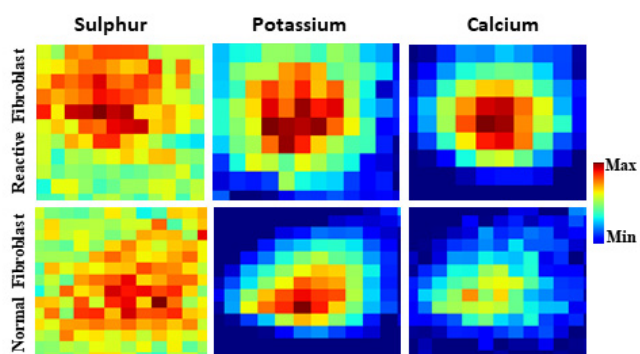 Sulphur Potassium Calcium
Reactive Fibroblast
Max
Min
Normal Fibroblast